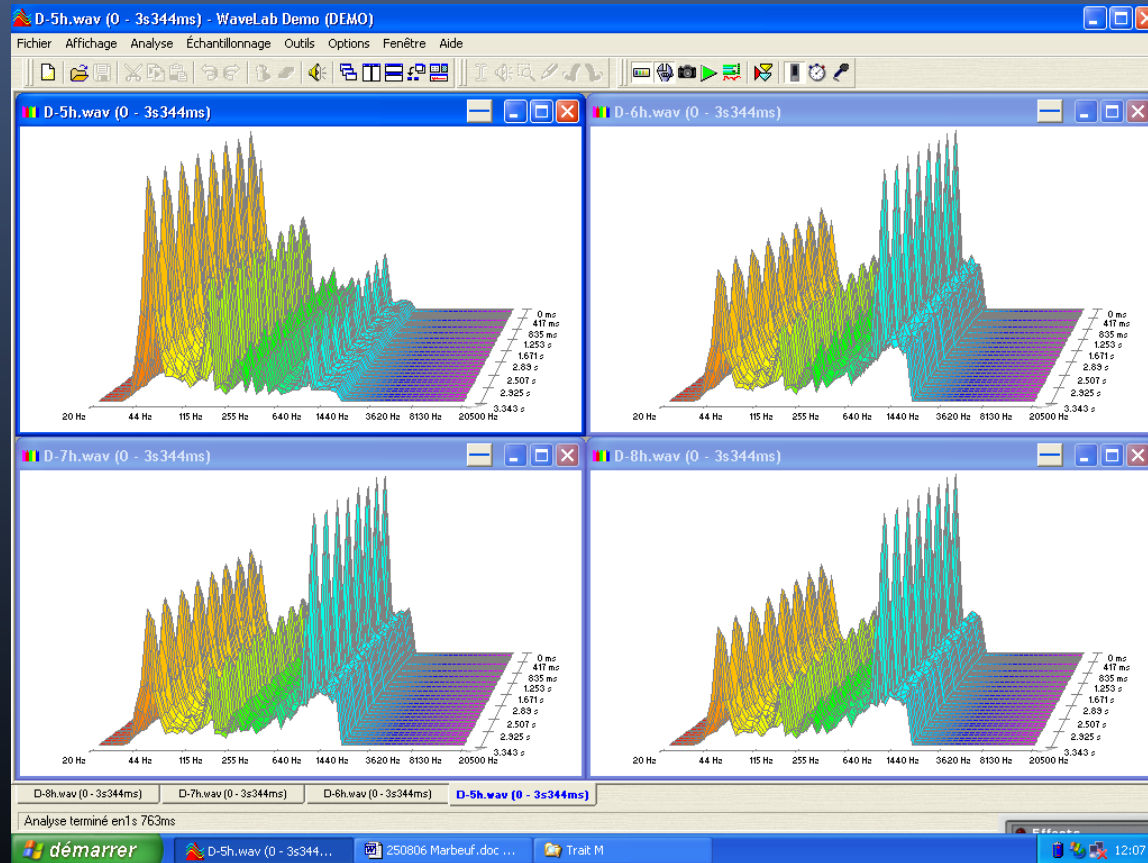 D-5h.wav (0 - 3s344ms) - WaveLab Demo (DEMO)
Fichier Affichage Analyse Échantillonnage Outils Options Fenêtre Aide
D-5h.wav (0 - 3s344ms)
0 ms
417 ms
835 ms
1.253 s
1.671 s
2.89 s
2.507 s
2.925 s
3.343 s
20 Hz 44 Hz 115 Hz 255 Hz 640 Hz 1440 Hz 3620 Hz 8130 Hz 20500 Hz
D-6h.wav (0 - 3s344ms)
0 ms
417 ms
835 ms
1.253 s
1.671 s
2.89 s
2.507 s
2.925 s
3.343 s
20 Hz 44 Hz 115 Hz 255 Hz 640 Hz 1440 Hz 3620 Hz 8130 Hz 20500 Hz
D-7h.wav (0 - 3s344ms)
0 ms
417 ms
835 ms
1.253 s
1.671 s
2.89 s
2.507 s
2.925 s
3.343 s
20 Hz 44 Hz 115 Hz 255 Hz 640 Hz 1440 Hz 3620 Hz 8130 Hz 20500 Hz
D-8h.wav (0 - 3s344ms)
0 ms
417 ms
835 ms
1.253 s
1.671 s
2.89 s
2.507 s
2.925 s
3.343 s
20 Hz 44 Hz 115 Hz 255 Hz 640 Hz 1440 Hz 3620 Hz 8130 Hz 20500 Hz
D-8h.wav (0 - 3s344ms) D-7h.wav (0 - 3s344ms) D-6h.wav (0 - 3s344ms) D-5h.wav (0 - 3s344ms)
Analyse terminé en1s 763ms
démarrer D-5h.wav (0 - 3s344... 250806 Marbeuf.doc ... Trait M 12:07